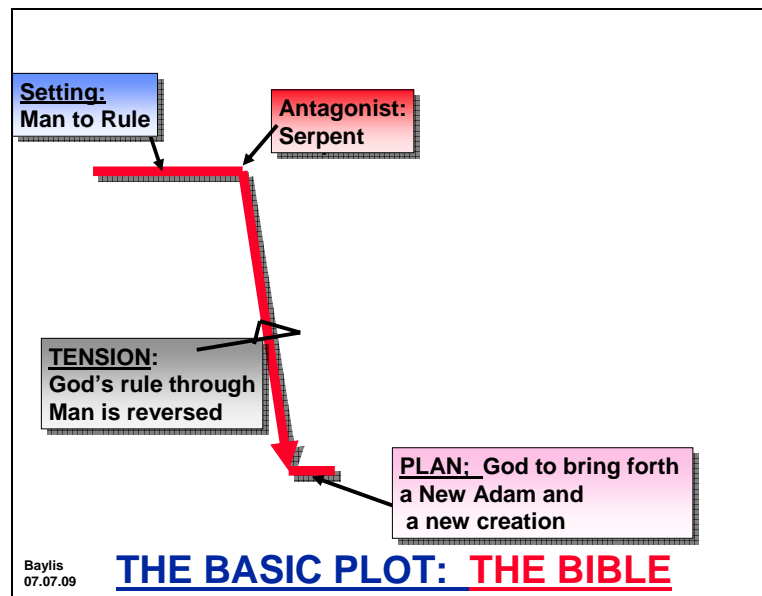 Setting:
Man to Rule
Antagonist:
Serpent
TENSION:
God's rule through
Man is reversed
PLAN; God to bring forth
a New Adam and
a new creation
Baylis
07.07.09
THE BASIC PLOT: THE BIBLE